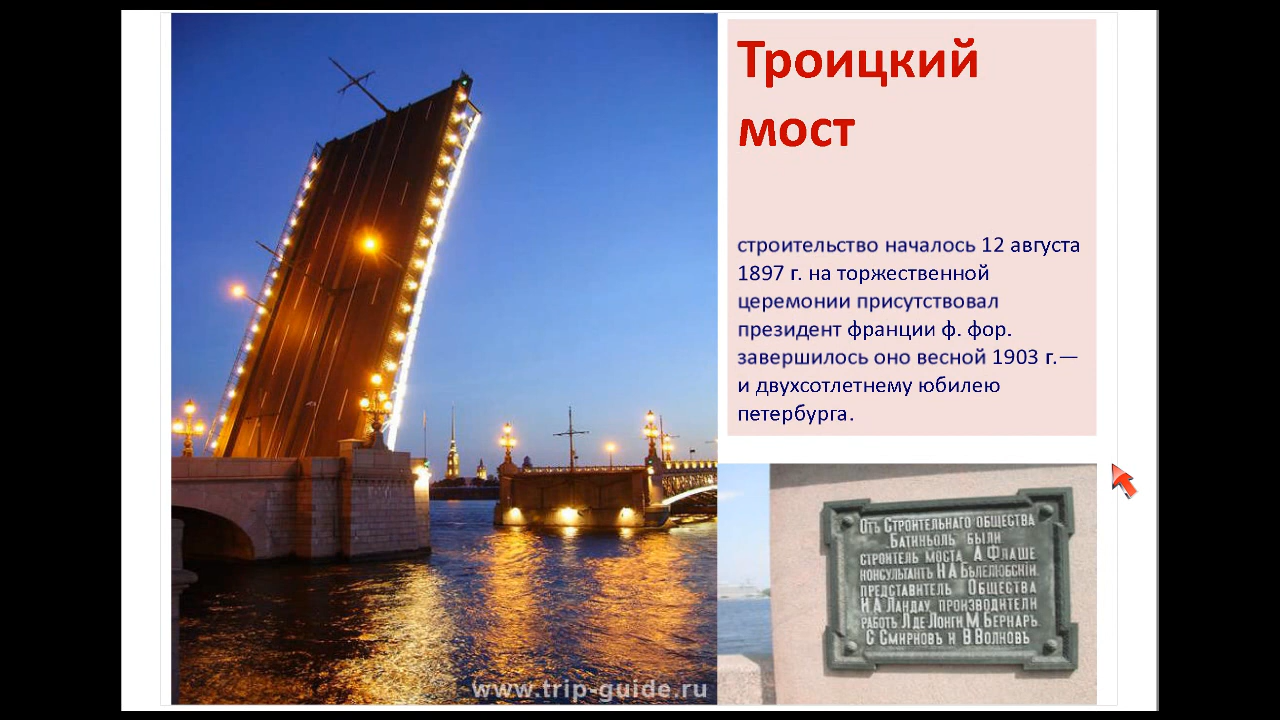 Троицкий
мост
строительство началось 12 августа
1897 г. на торжественной
церемонии присутствовал
президент франции ф. фор.
завершилось оно весной 1903 г.—
и двухсотлетнему юбилею
петербурга.
Отъ Строительнаго общества
Батиньоль были
строитель моста А Флаше
консультантъ Н А Бѣлелюбскiй
представитель Общества
И А Ландау производители
работъ Л де Лонги М Бернаръ
С Смирновъ и В Волковъ
www.trip-guide.ru